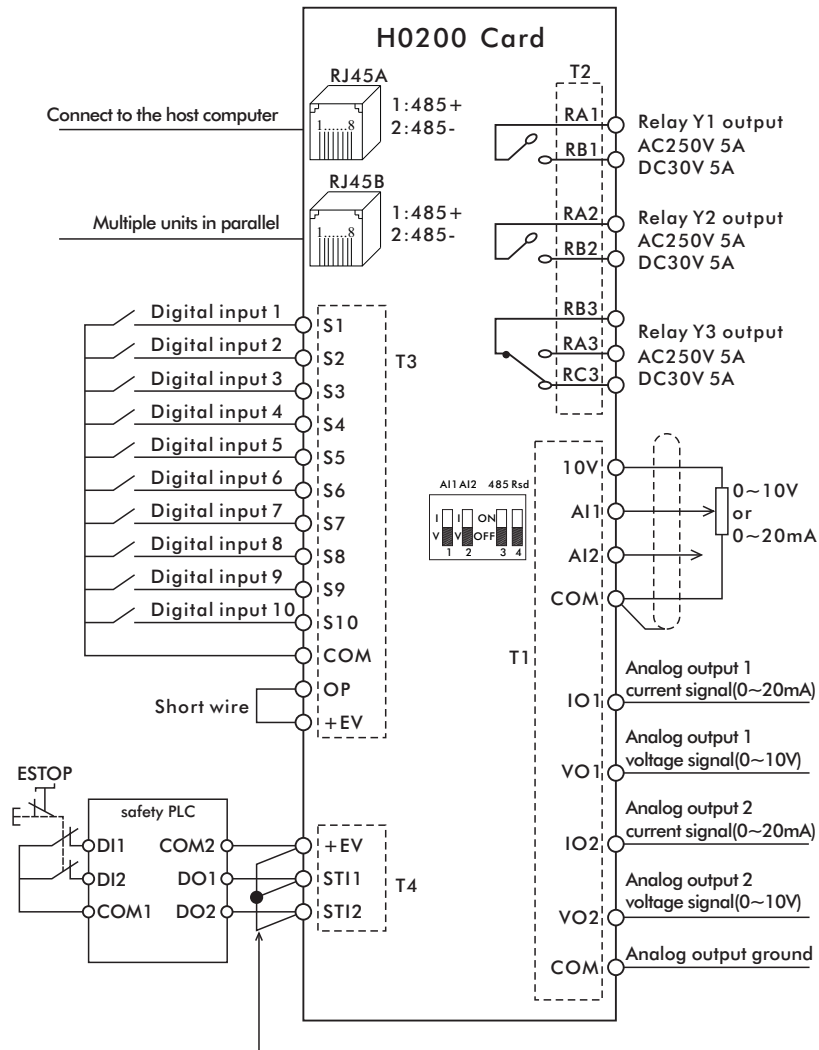 H0200 Card
RJ45A
1:485+
2:485-
1......8
Connect to the host computer
RJ45B
1:485+
2:485-
1......8
Multiple units in parallel
T2
RA1
RB1
Relay Y1 output
AC250V 5A
DC30V 5A
RA2
RB2
Relay Y2 output
AC250V 5A
DC30V 5A
RB3
RA3
RC3
Relay Y3 output
AC250V 5A
DC30V 5A
Digital input 1
S1
Digital input 2
S2
Digital input 3
S3
Digital input 4
S4
Digital input 5
S5
Digital input 6
S6
Digital input 7
S7
Digital input 8
S8
Digital input 9
S9
Digital input 10
S10
COM
OP
+EV
T3
Short wire
AI1 AI2 485 Rsd
I I ON
V V OFF
1 2 3 4
10V
AI1
AI2
COM
0~10V
or
0~20mA
T1
IO1
Analog output 1
current signal(0~20mA)
VO1
Analog output 1
voltage signal(0~10V)
IO2
Analog output 2
current signal(0~20mA)
VO2
Analog output 2
voltage signal(0~10V)
COM
Analog output ground
ESTOP
safety PLC
DI1
DI2
COM1
COM2
DO1
DO2
+EV
STI1
STI2
T4